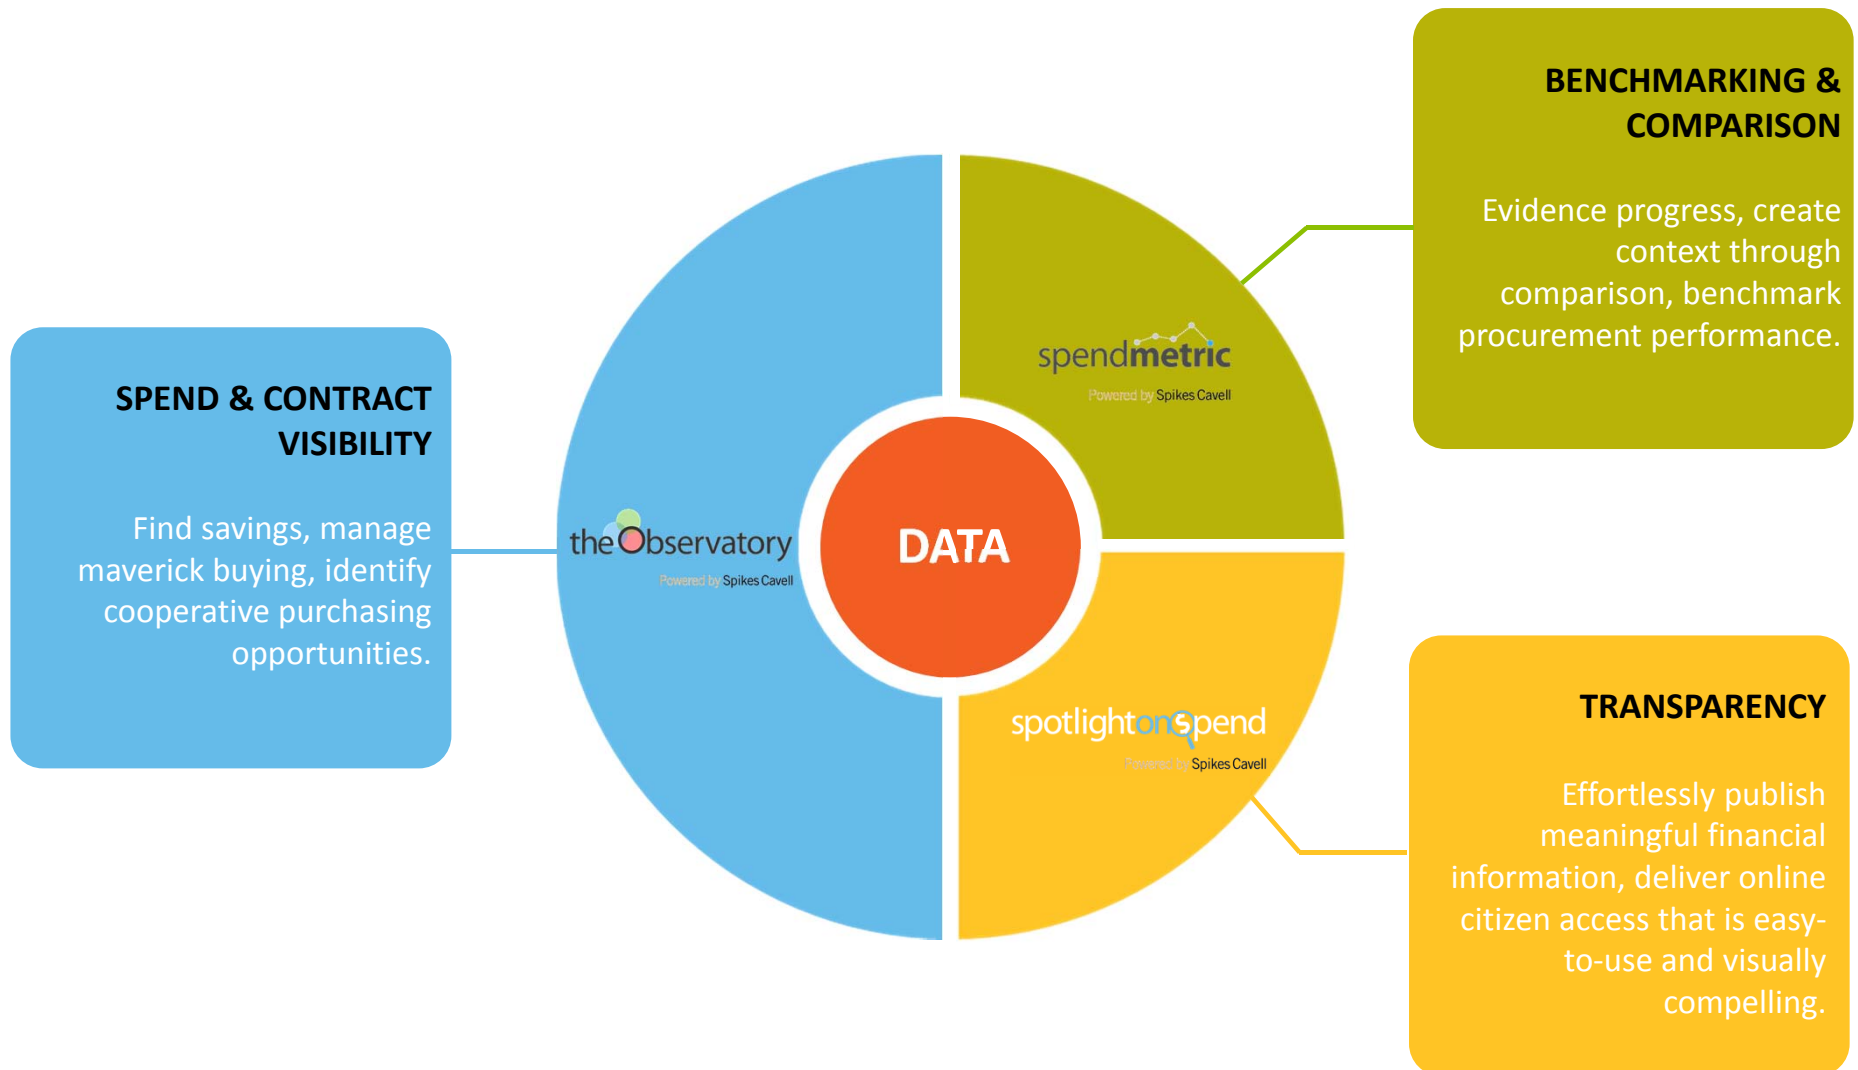 BENCHMARKING &
COMPARISON
Evidence progress, create
context through
comparison, benchmark
procurement performance.
SPEND & CONTRACT
VISIBILITY
Find savings, manage
maverick buying, identify
cooperative purchasing
opportunities.
spendmetric
Powered by Spikes Cavell
theObservatory
Powered by Spikes Cavell
DATA
spotlightonspend
Powered by Spikes Cavell
TRANSPARENCY
Effortlessly publish
meaningful financial
information, deliver online
citizen access that is easy-
to-use and visually
compelling.